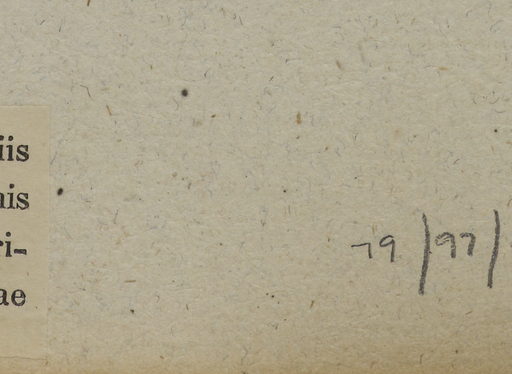 iis
nis
ri-
ae
79/97/